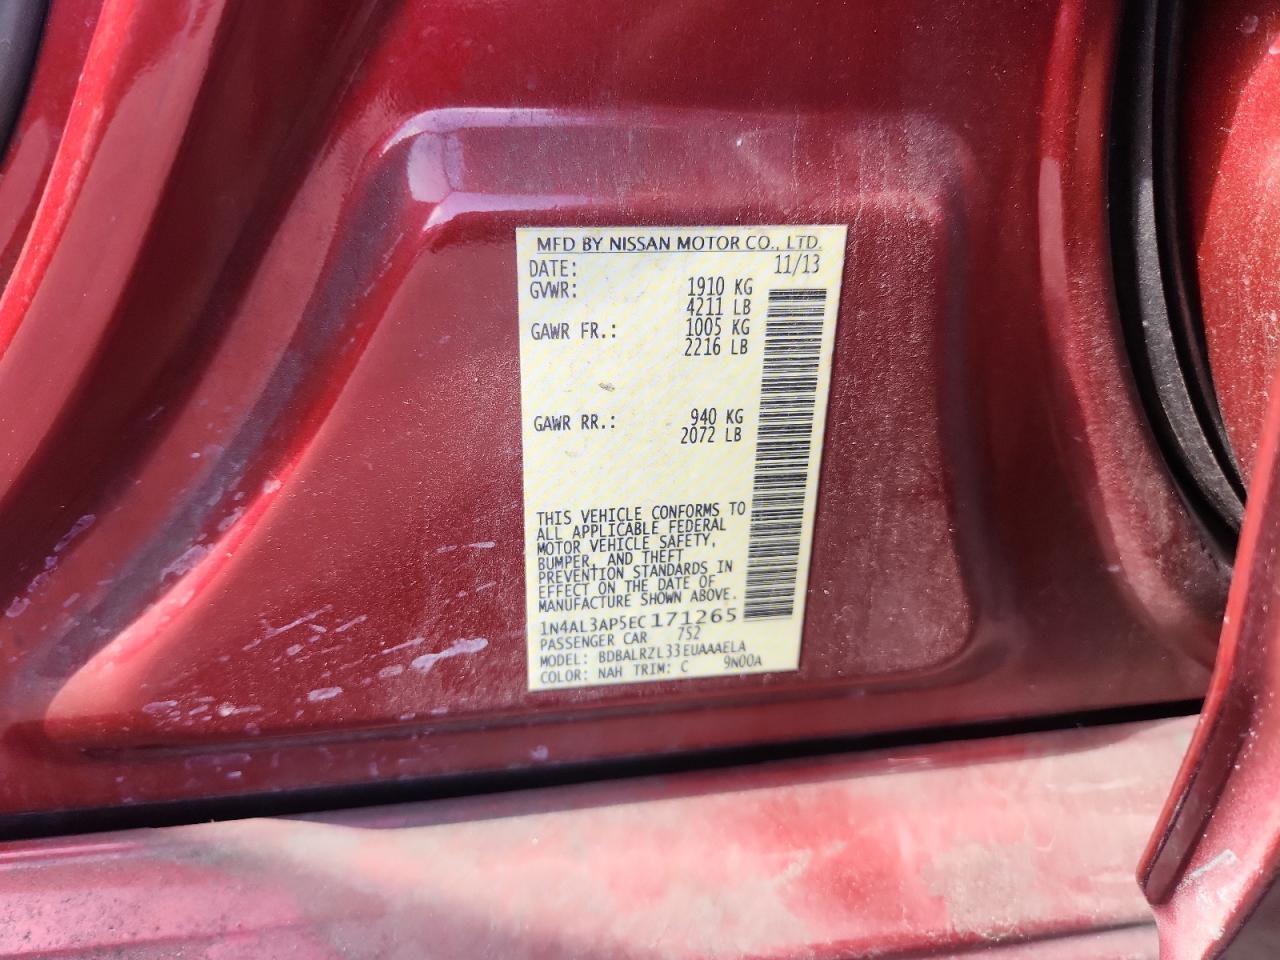 MFD BY NISSAN MOTOR CO., LTD.
DATE: 11/13
GVWR: 1910 KG
4211 LB
GAWR FR.: 1005 KG
2216 LB
GAWR RR.: 940 KG
2072 LB
THIS VEHICLE CONFORMS TO
ALL APPLICABLE FEDERAL
MOTOR VEHICLE SAFETY,
BUMPER, AND THEFT
PREVENTION STANDARDS IN
EFFECT ON THE DATE OF
MANUFACTURE SHOWN ABOVE.
1N4AL3AP5EC171265
PASSENGER CAR 752
MODEL: BDBALRZL33EUAAAELA
COLOR: NAH TRIM: C 9N00A